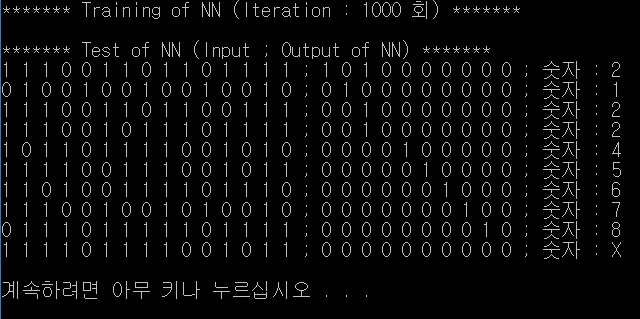 ******* Training of NN (Iteration : 1000 회) *******
******* Test of NN (Input ; Output of NN) *******
1 1 1 0 0 1 1 0 1 1 0 1 1 1 1 ; 1 0 1 0 0 0 0 0 0 0 ; 숫자 : 2
0 1 0 0 1 0 0 1 0 0 1 0 0 1 0 ; 0 1 0 0 0 0 0 0 0 0 ; 숫자 : 1
1 1 1 0 0 1 1 0 1 1 0 0 1 1 1 ; 0 0 1 0 0 0 0 0 0 0 ; 숫자 : 2
1 1 1 0 0 1 0 1 1 1 0 1 1 1 1 ; 0 0 1 0 0 0 0 0 0 0 ; 숫자 : 2
1 0 1 1 0 1 1 1 1 0 0 1 0 1 0 ; 0 0 0 0 1 0 0 0 0 0 ; 숫자 : 4
1 1 1 1 0 0 1 1 1 0 0 1 0 1 1 ; 0 0 0 0 0 1 0 0 0 0 ; 숫자 : 5
1 1 0 1 0 0 1 1 1 1 0 1 1 1 0 ; 0 0 0 0 0 0 1 0 0 0 ; 숫자 : 6
1 1 1 0 0 1 0 0 1 0 1 0 0 1 0 ; 0 0 0 0 0 0 0 1 0 0 ; 숫자 : 7
0 1 1 1 0 1 1 1 1 1 0 1 1 1 0 ; 0 0 0 0 0 0 0 0 1 0 ; 숫자 : 8
1 1 1 1 0 1 1 1 1 0 0 1 0 1 1 ; 0 0 0 0 0 0 0 0 0 0 ; 숫자 : X
계속하려면 아무 키나 누르십시오 . . .